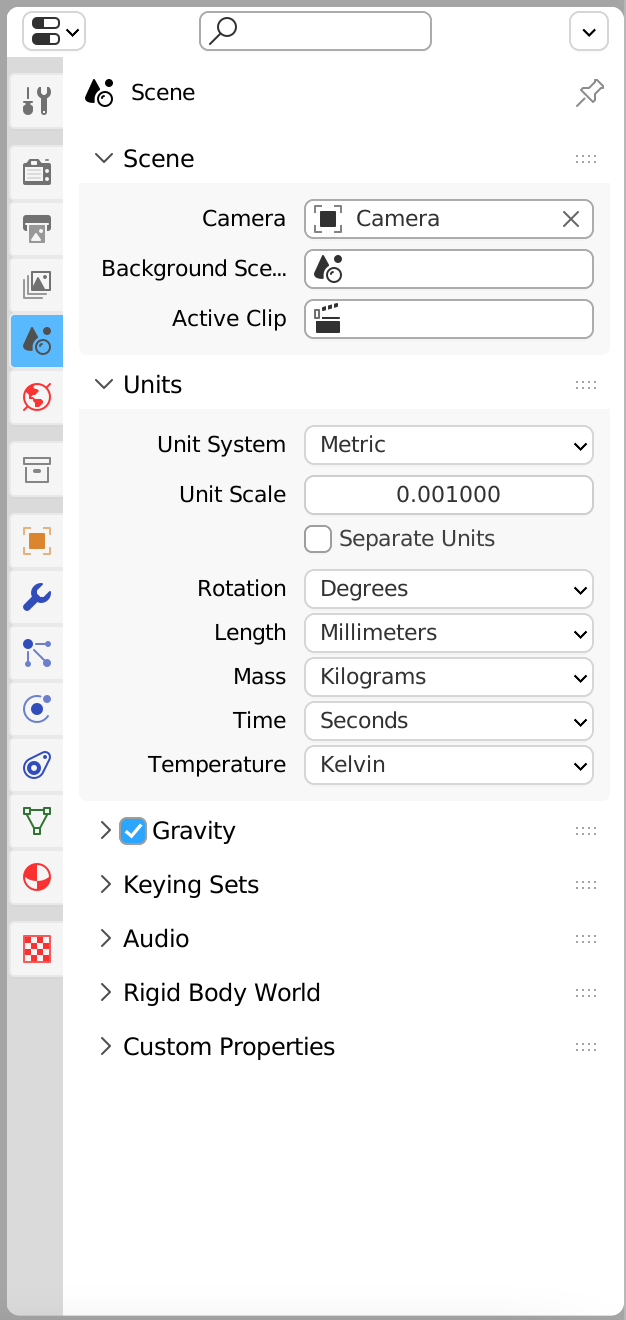 Scene
Scene
Camera Camera
Background Sce...
Active Clip
Units
Unit System Metric
Unit Scale 0.001000
Separate Units
Rotation Degrees
Length Millimeters
Mass Kilograms
Time Seconds
Temperature Kelvin
Gravity
Keying Sets
Audio
Rigid Body World
Custom Properties